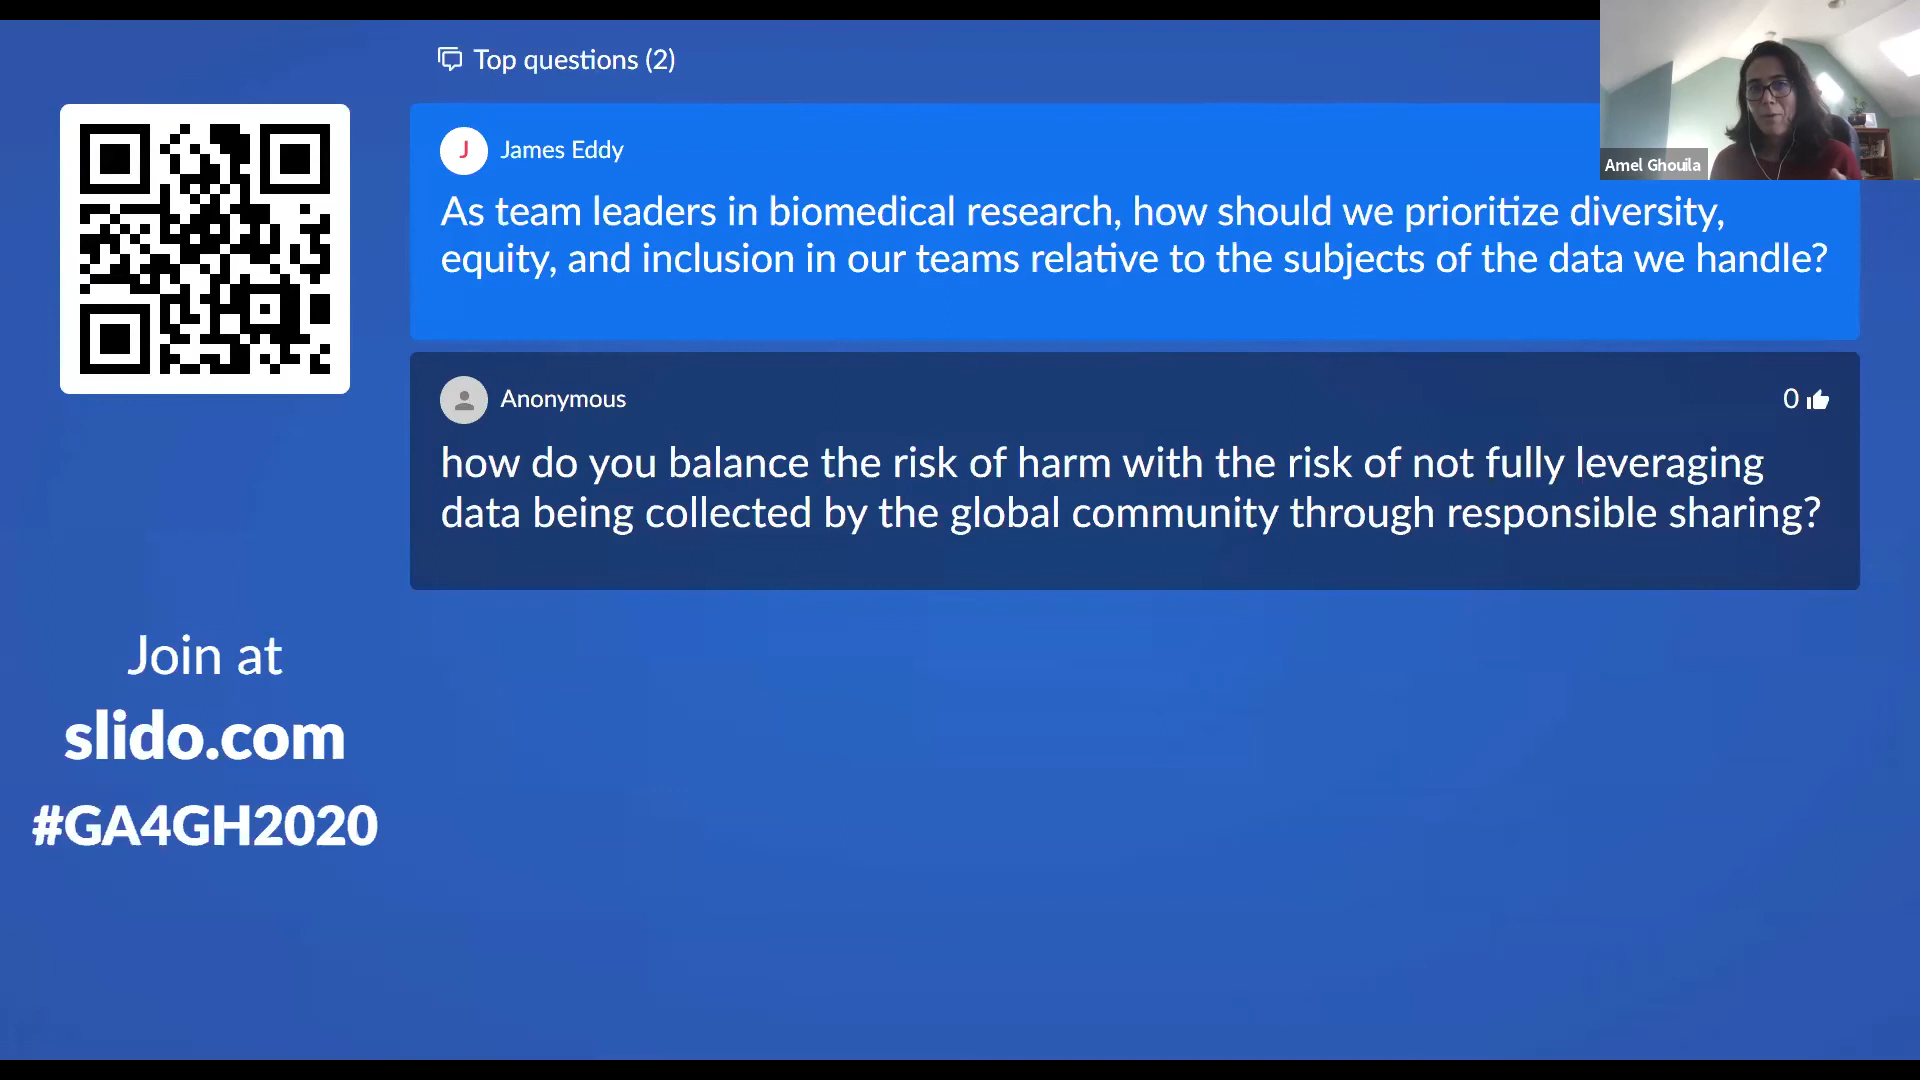 Top questions (2)
J
James Eddy
As team leaders in biomedical research, how should we prioritize diversity,
equity, and inclusion in our teams relative to the subjects of the data we handle?
Anonymous
0
how do you balance the risk of harm with the risk of not fully leveraging
data being collected by the global community through responsible sharing?
Join at
slido.com
#GA4GH2020
Amel Ghouila